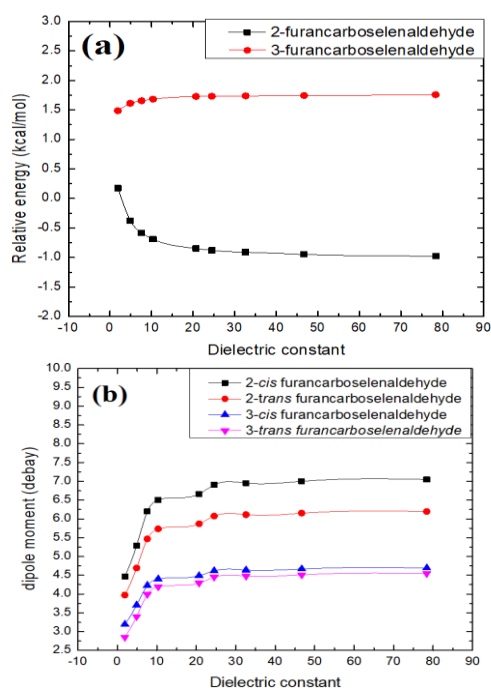 (a)
2-furancarboselenaldehyde
3-furancarboselenaldehyde
Relative energy (kcal/mol)
3.0
2.5
2.0
1.5
1.0
0.5
0.0
-0.5
-1.0
-1.5
-2.0
-10 0 10 20 30 40 50 60 70 80 90
Dielectric constant
(b)
2-cis furancarboselenaldehyde
2-trans furancarboselenaldehyde
3-cis furancarboselenaldehyde
3-trans furancarboselenaldehyde
dipole moment (debay)
10.0
9.5
9.0
8.5
8.0
7.5
7.0
6.5
6.0
5.5
5.0
4.5
4.0
3.5
3.0
2.5
-10 0 10 20 30 40 50 60 70 80 90
Dielectric constant